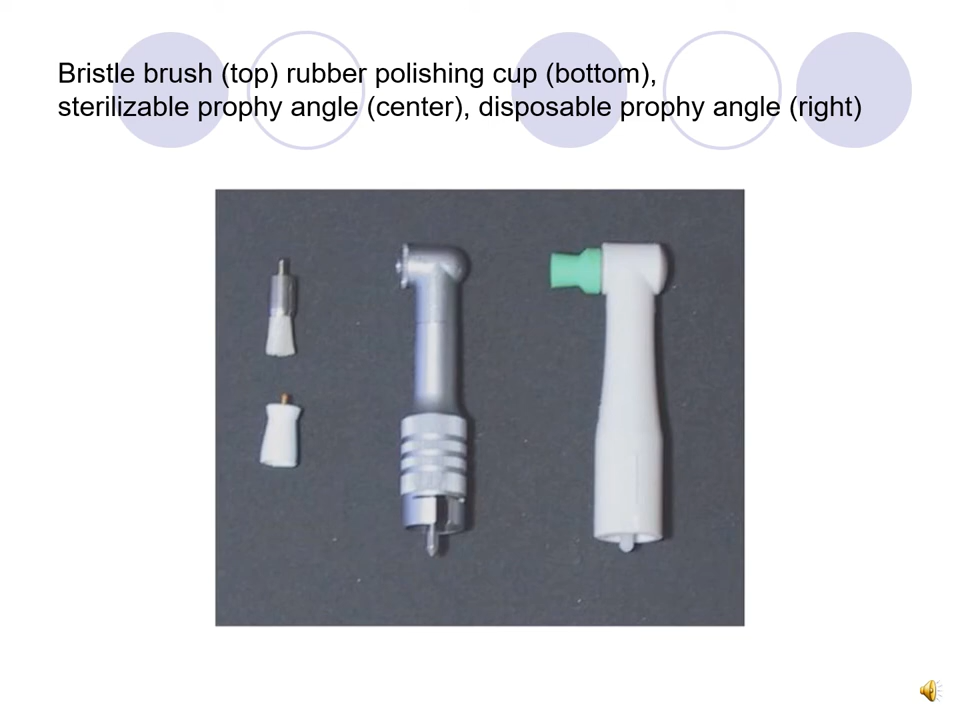 Bristle brush (top) rubber polishing cup (bottom),
sterilizable prophy angle (center), disposable prophy angle (right)